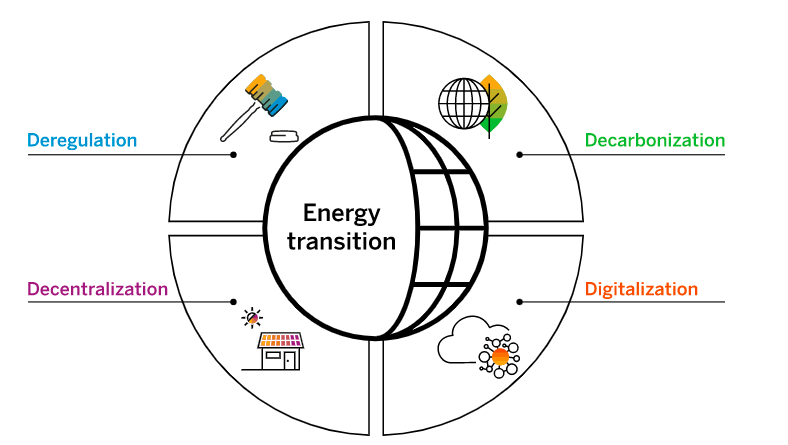 Deregulation
Decarbonization
Energy
transition
Decentralization
Digitalization